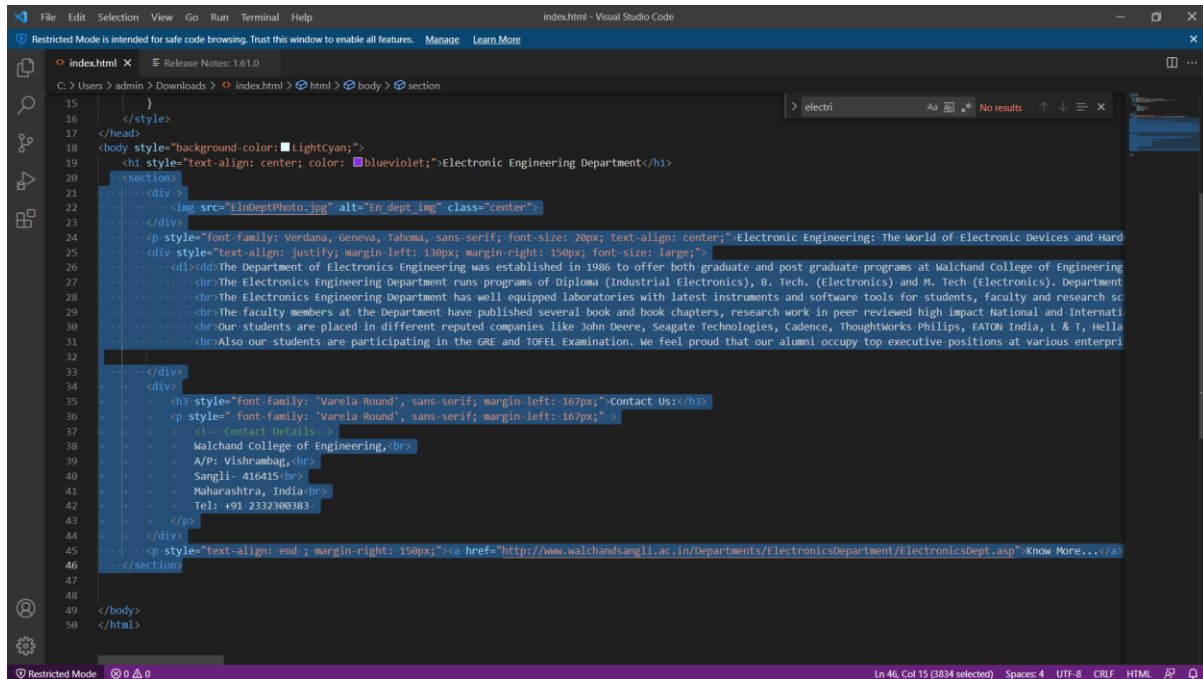 File Edit Selection View Go Run Terminal Help index.html - Visual Studio Code
Restricted Mode is intended for safe code browsing. Trust this window to enable all features. Manage Learn More
index.html Release Notes: 1.61.0
C: > Users > admin > Downloads > index.html > html > body > section
electri Aa Ab .* No results
15 }
16 </style>
17 </head>
18 <body style="background-color: LightCyan;">
19 <h1 style="text-align: center; color: blueviolet;">Electronic Engineering Department</h1>
20 <section>
21 <div >
22 <img src="ElnDeptPhoto.jpg" alt="En_dept_img" class="center">
23 </div>
24 <p style="font-family: Verdana, Geneva, Tahoma, sans-serif; font-size: 20px; text-align: center;">Electronic Engineering: The World of Electronic Devices and Hard
25 <div style="text-align: justify; margin-left: 130px; margin-right: 150px; font-size: large;">
26 <dl><dd>The Department of Electronics Engineering was established in 1986 to offer both graduate and post graduate programs at Walchand College of Engineering
27 <br>The Electronics Engineering Department runs programs of Diploma (Industrial Electronics), B. Tech. (Electronics) and M. Tech (Electronics). Department
28 <br>The Electronics Engineering Department has well equipped laboratories with latest instruments and software tools for students, faculty and research sc
29 <br>The faculty members at the Department have published several book and book chapters, research work in peer reviewed high impact National and Internati
30 <br>Our students are placed in different reputed companies like John Deere, Seagate Technologies, Cadence, ThoughtWorks Philips, EATON India, L & T, Hella
31 <br>Also our students are participating in the GRE and TOFEL Examination. We feel proud that our alumni occupy top executive positions at various enterpri
32
33 </div>
34 <div>
35 <h3 style="font-family: 'Varela Round', sans-serif; margin-left: 167px;">Contact Us:</h3>
36 <p style=" font-family: 'Varela Round', sans-serif; margin-left: 167px;" >
37 <!-- Contact Details-->
38 Walchand College of Engineering,<br>
39 A/P: Vishrambag,<br>
40 Sangli- 416415<br>
41 Maharashtra, India<br>
42 Tel: +91 2332300383
43 </p>
44 </div>
45 <p style="text-align: end ; margin-right: 150px;"><a href="http://www.walchandsangli.ac.in/Departments/ElectronicsDepartment/ElectronicsDept.asp">Know More...</a>
46 </section>
47
48
49 </body>
50 </html>
Restricted Mode 0 0 Ln 46, Col 15 (3834 selected) Spaces: 4 UTF-8 CRLF HTML